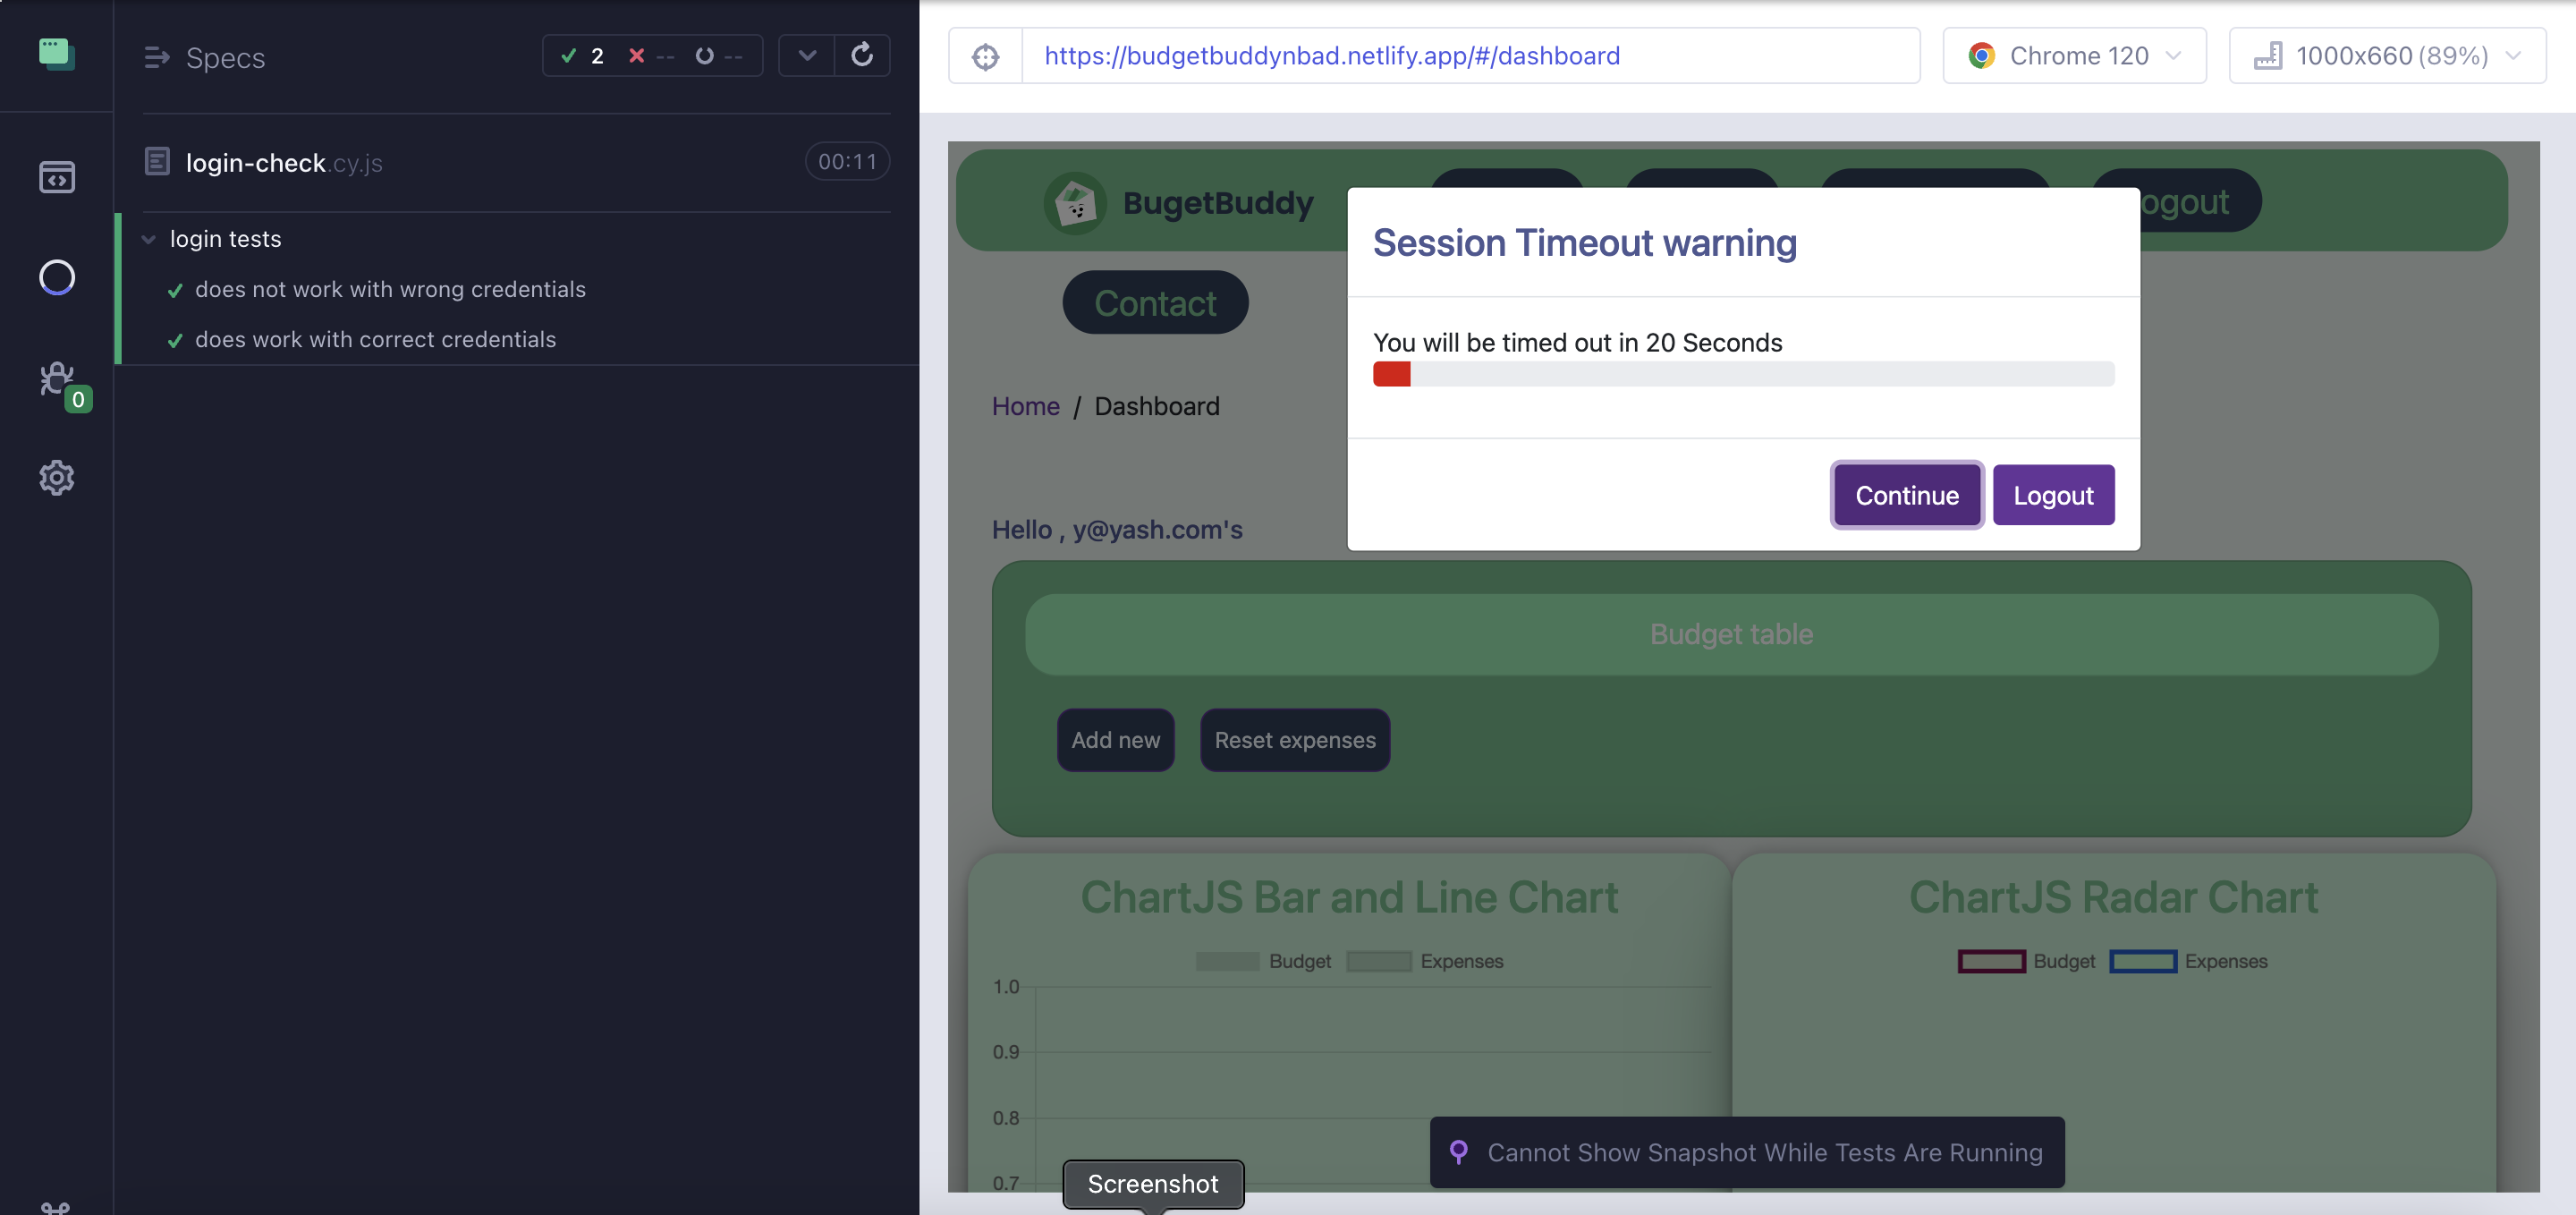 Specs
2
--
--
login-check.cy.js
00:11
login tests
does not work with wrong credentials
does work with correct credentials
0
https://budgetbuddynbad.netlify.app/#/dashboard
Chrome 120
1000x660 (89%)
BugetBuddy
ogout
Contact
Session Timeout warning
You will be timed out in 20 Seconds
Continue
Logout
Home / Dashboard
Hello , y@yash.com's
Budget table
Add new
Reset expenses
ChartJS Bar and Line Chart
Budget
Expenses
1.0
0.9
0.8
0.7
ChartJS Radar Chart
Budget
Expenses
Cannot Show Snapshot While Tests Are Running
Screenshot